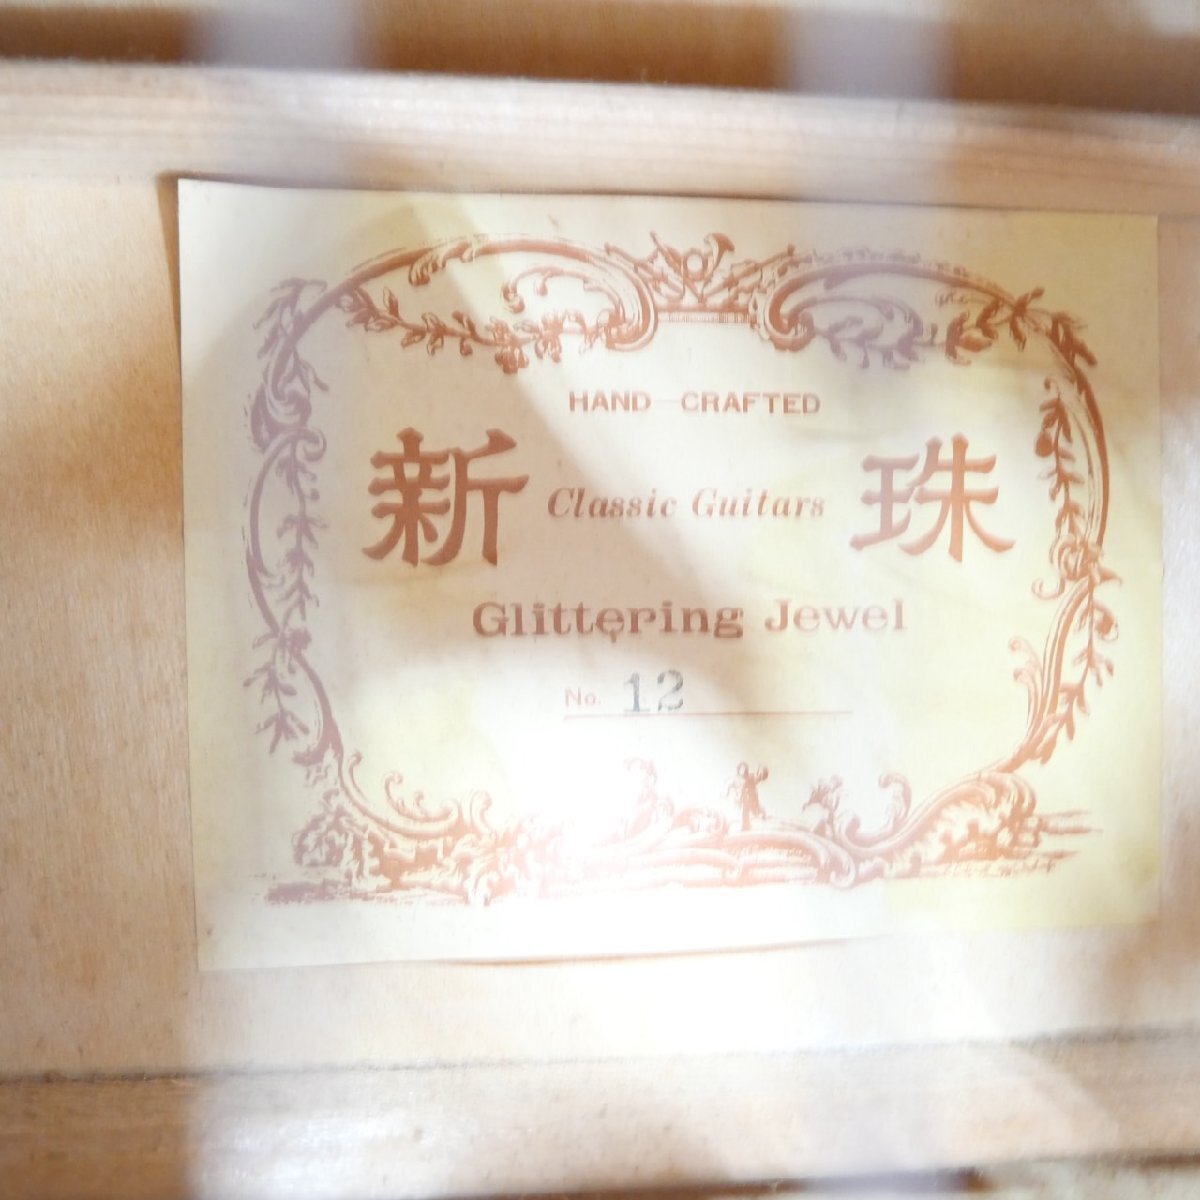 HAND CRAFTED
新 Classic Guitars 珠
Glittering Jewel
No. 12